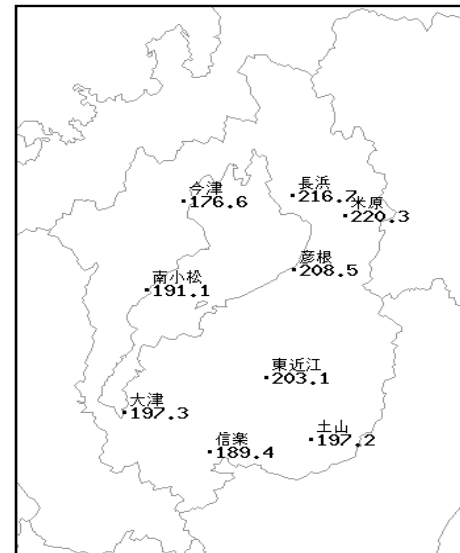 長浜
216.7
今津
176.6
米原
220.3
彦根
208.5
南小松
191.1
東近江
203.1
大津
197.3
土山
197.2
信楽
189.4